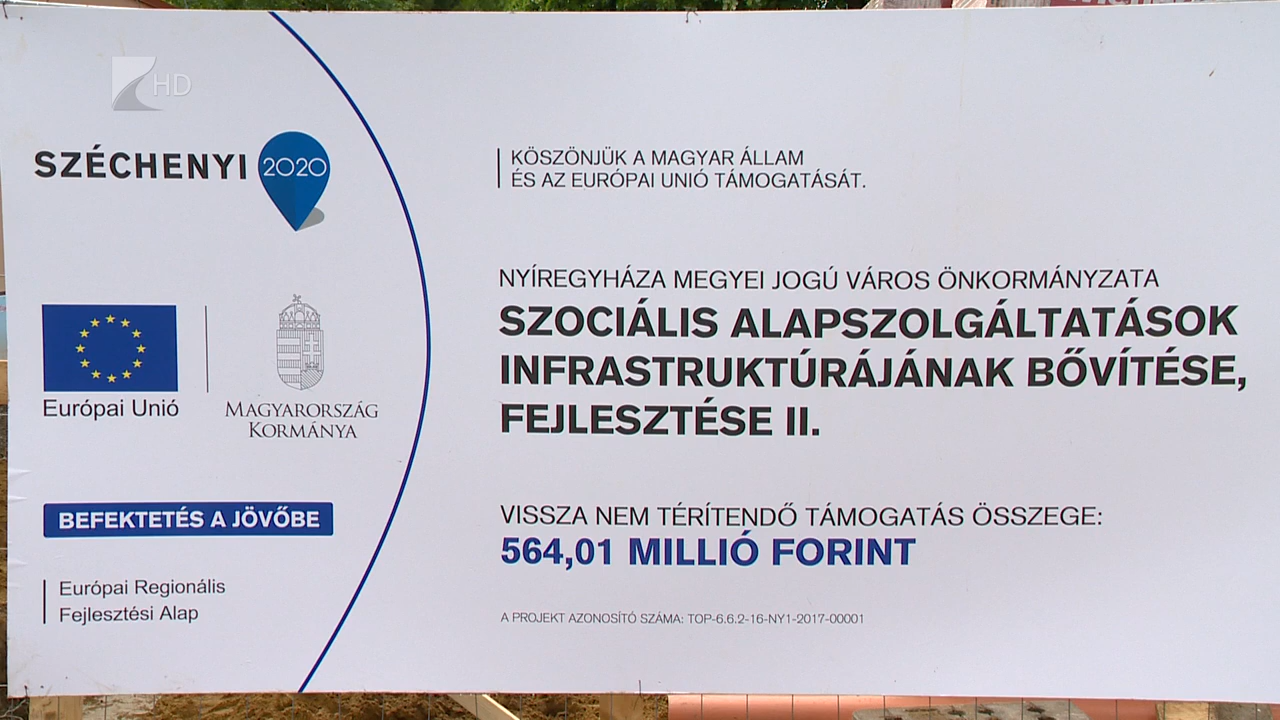 HD
SZÉCHENYI 2020
KÖSZÖNJÜK A MAGYAR ÁLLAM
ÉS AZ EURÓPAI UNIÓ TÁMOGATÁSÁT.
NYÍREGYHÁZA MEGYEI JOGÚ VÁROS ÖNKORMÁNYZATA
SZOCIÁLIS ALAPSZOLGÁLTATÁSOK
INFRASTRUKTÚRÁJÁNAK BŐVÍTÉSE,
FEJLESZTÉSE II.
Európai Unió
MAGYARORSZÁG
KORMÁNYA
BEFEKTETÉS A JÖVŐBE
Európai Regionális
Fejlesztési Alap
VISSZA NEM TÉRÍTENDŐ TÁMOGATÁS ÖSSZEGE:
564,01 MILLIÓ FORINT
A PROJEKT AZONOSÍTÓ SZÁMA: TOP-6.6.2-16-NY1-2017-00001